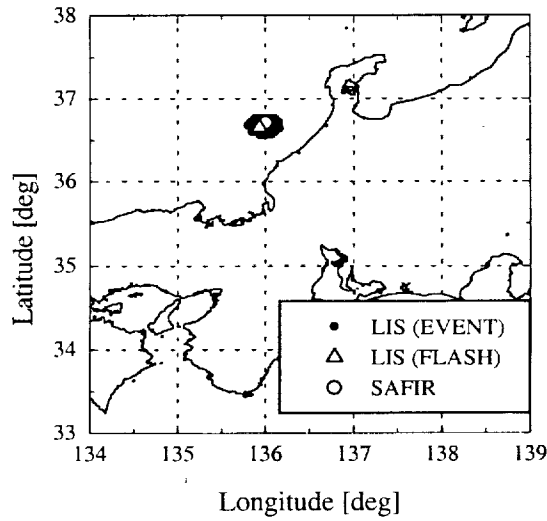 38
37
36
35
34
33
Latitude [deg]
LIS (EVENT)
LIS (FLASH)
SAFIR
134 135 136 137 138 139
Longitude [deg]